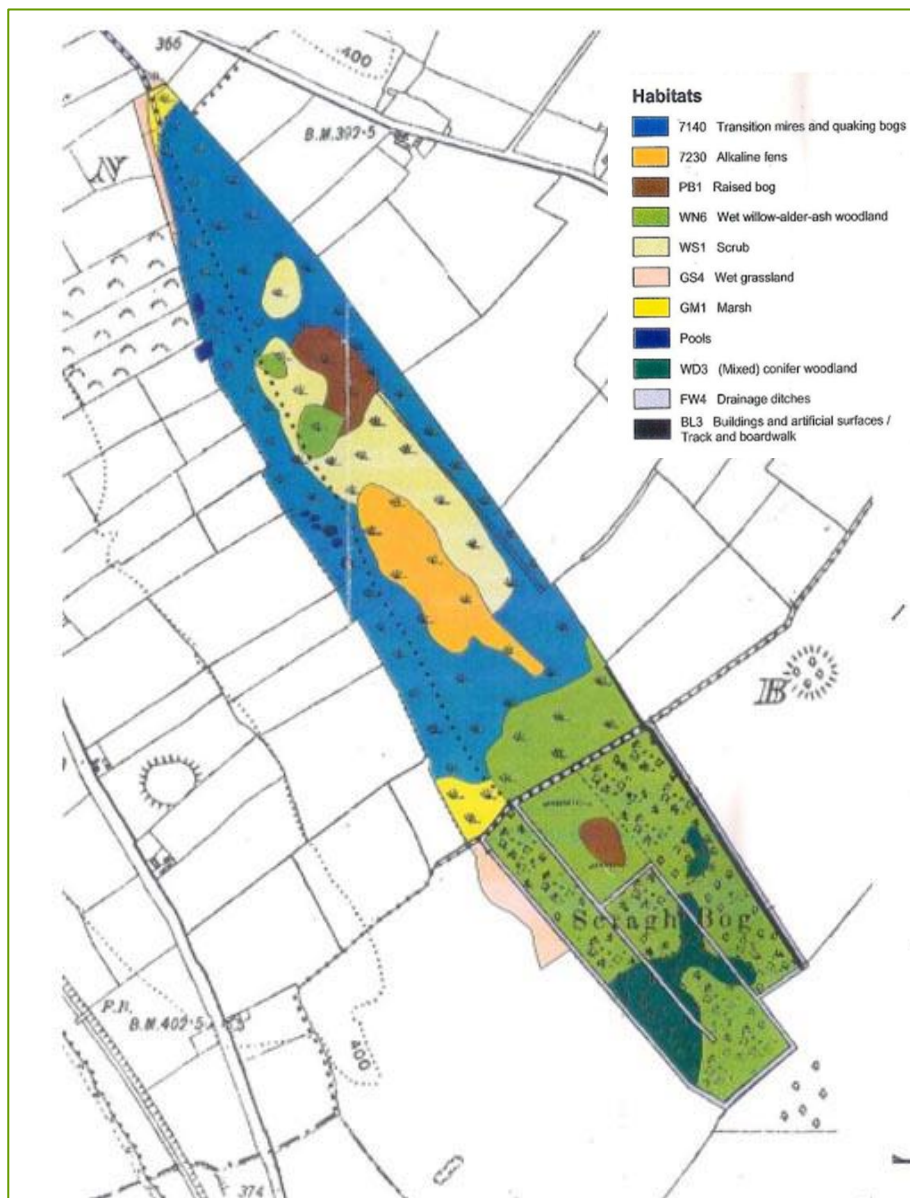 366
400
B.M.392·5
Habitats
7140 Transition mires and quaking bogs
7230 Alkaline fens
PB1 Raised bog
WN6 Wet willow-alder-ash woodland
WS1 Scrub
GS4 Wet grassland
GM1 Marsh
Pools
WD3 (Mixed) conifer woodland
FW4 Drainage ditches
BL3 Buildings and artificial surfaces /
Track and boardwalk
Scragh Bog
F.B.
B.M.402·5
400
374